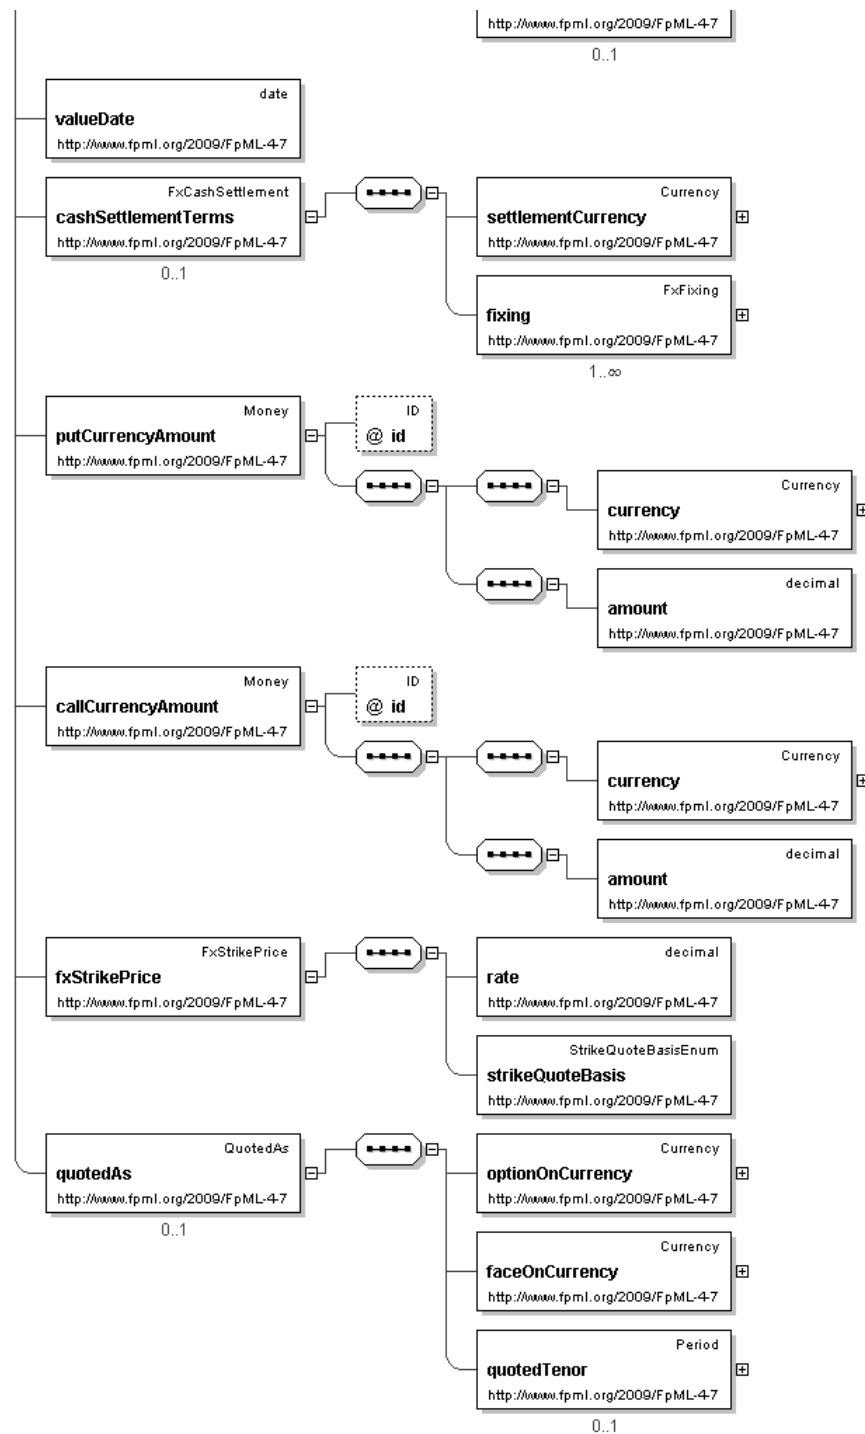 http://www.fpml.org/2009/FpML-4-7
0..1
date
valueDate
http://www.fpml.org/2009/FpML-4-7
FxCashSettlement
cashSettlementTerms
http://www.fpml.org/2009/FpML-4-7
0..1
Currency
settlementCurrency
http://www.fpml.org/2009/FpML-4-7
FxFixing
fixing
http://www.fpml.org/2009/FpML-4-7
1..∞
Money
putCurrencyAmount
http://www.fpml.org/2009/FpML-4-7
ID
@ id
Currency
currency
http://www.fpml.org/2009/FpML-4-7
decimal
amount
http://www.fpml.org/2009/FpML-4-7
Money
callCurrencyAmount
http://www.fpml.org/2009/FpML-4-7
ID
@ id
Currency
currency
http://www.fpml.org/2009/FpML-4-7
decimal
amount
http://www.fpml.org/2009/FpML-4-7
FxStrikePrice
fxStrikePrice
http://www.fpml.org/2009/FpML-4-7
decimal
rate
http://www.fpml.org/2009/FpML-4-7
StrikeQuoteBasisEnum
strikeQuoteBasis
http://www.fpml.org/2009/FpML-4-7
QuotedAs
quotedAs
http://www.fpml.org/2009/FpML-4-7
0..1
Currency
optionOnCurrency
http://www.fpml.org/2009/FpML-4-7
Currency
faceOnCurrency
http://www.fpml.org/2009/FpML-4-7
Period
quotedTenor
http://www.fpml.org/2009/FpML-4-7
0..1